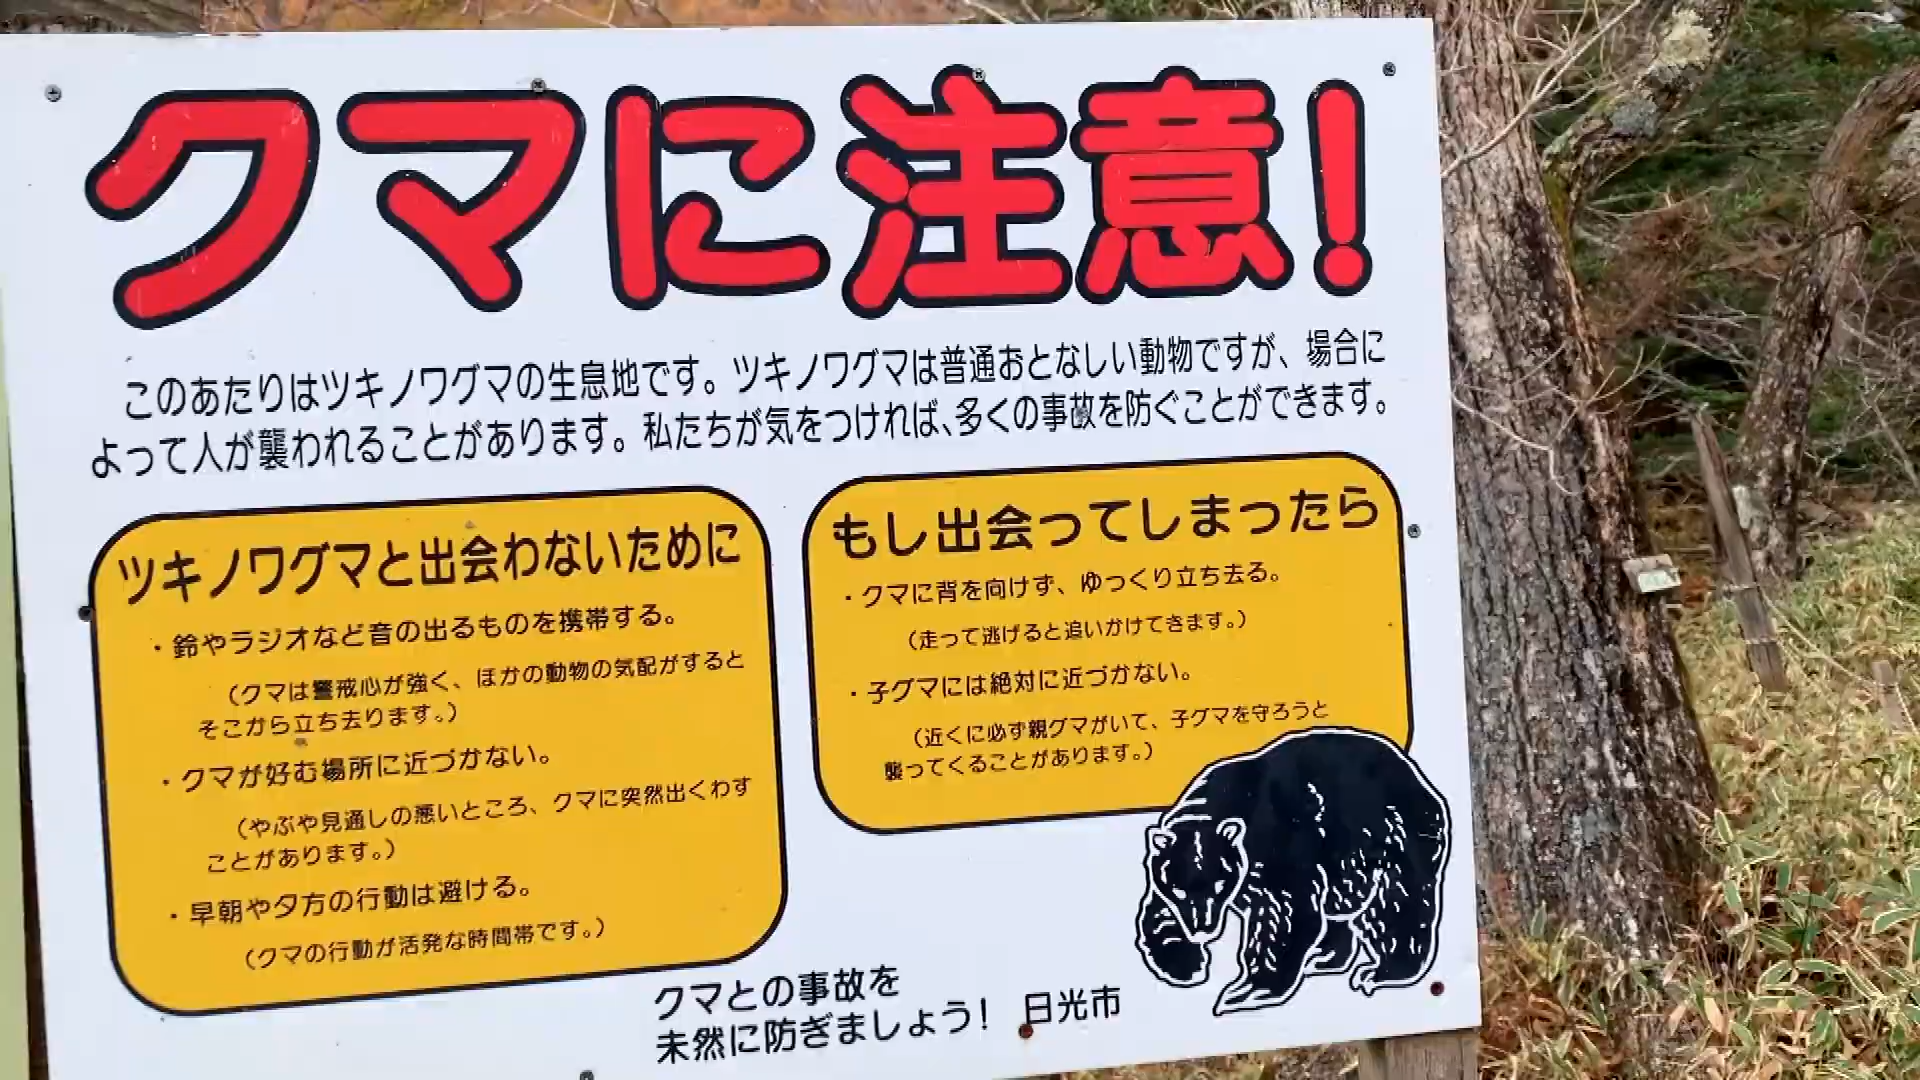 クマに注意!
このあたりはツキノワグマの生息地です。ツキノワグマは普通おとなしい動物ですが、場合に
よって人が襲われることがあります。私たちが気をつければ、多くの事故を防ぐことができます。
ツキノワグマと出会わないために
・鈴やラジオなど音の出るものを携帯する。
(クマは警戒心が強く、ほかの動物の気配がすると
そこから立ち去ります。)
・クマが好む場所に近づかない。
(やぶや見通しの悪いところ、クマに突然出くわす
ことがあります。)
・早朝や夕方の行動は避ける。
(クマの行動が活発な時間帯です。)
もし出会ってしまったら
・クマに背を向けず、ゆっくり立ち去る。
(走って逃げると追いかけてきます。)
・子グマには絶対に近づかない。
(近くに必ず親グマがいて、子グマを守ろうと
襲ってくることがあります。)
クマとの事故を
未然に防ぎましょう! 日光市